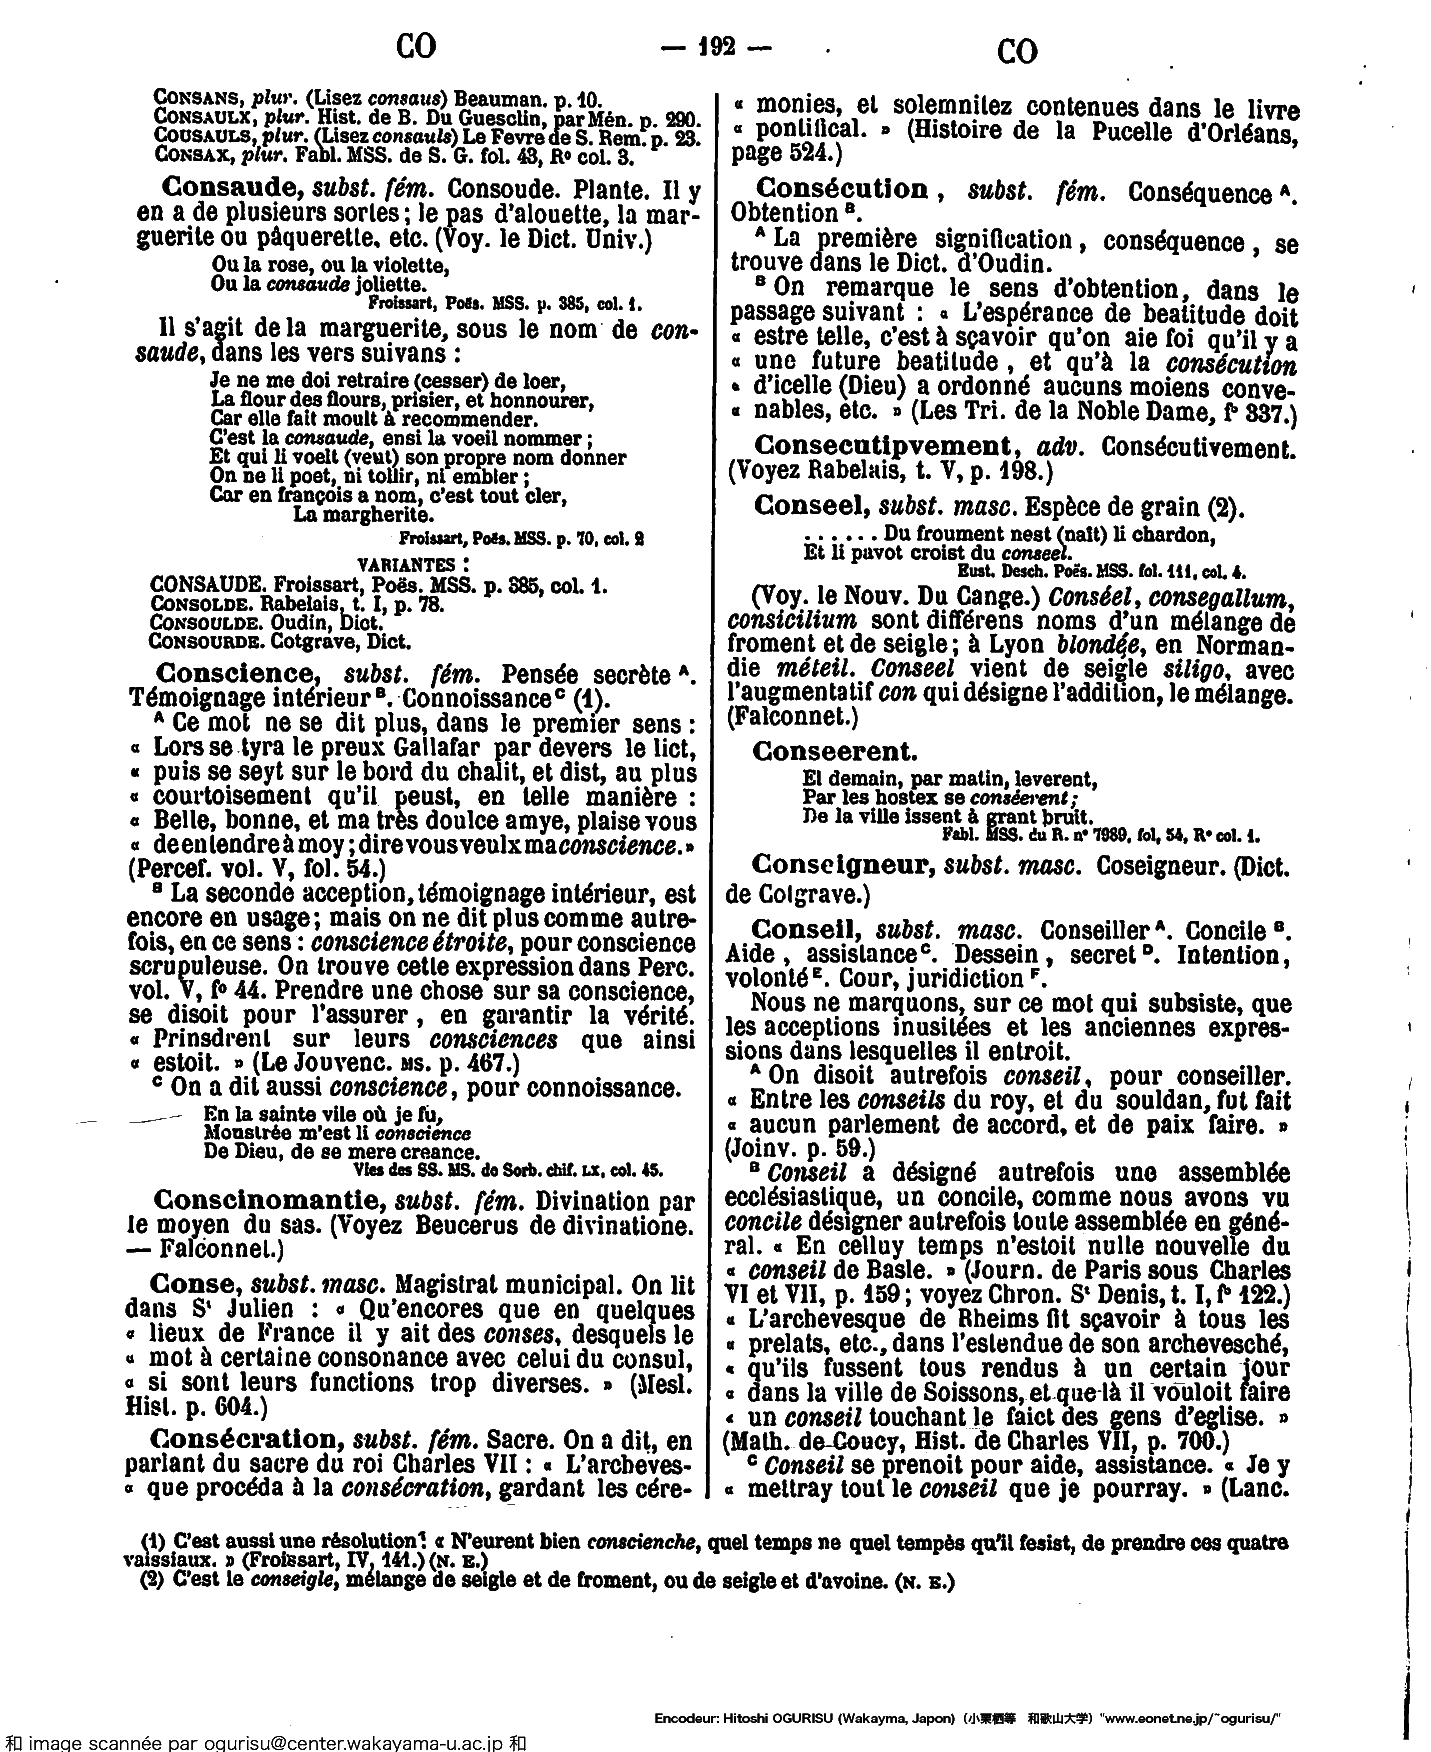 CO
— 192 —
CO
CONSANS, plur. (Lisez consaus) Beauman. p. 10.
CONSAULX, plur. Hist. de B. Du Guesclin, par Mén. p. 290.
COUSAULS, plur. (Lisez consauls) Le Fevre de S. Rem. p. 23.
CONSAX, plur. Fabl. MSS. de S. G. fol. 43, R° col. 3.
Consaude, subst. fém. Consoude. Plante. Il y
en a de plusieurs sortes ; le pas d'alouette, la mar-
guerite ou pâquerette, etc. (Voy. le Dict. Univ.)
Ou la rose, ou la violette,
Ou la consaude joliette.
Froissart, Poës. MSS. p. 385, col. 1.
Il s'agit de la marguerite, sous le nom de con-
saude, dans les vers suivans :
Je ne me doi retraire (cesser) de loer,
La flour des flours, prisier, et honnourer,
Car elle fait moult à recommender.
C'est la consaude, ensi la voeil nommer ;
Et qui li voelt (veut) son propre nom donner
On ne li poet, ni tollir, ni embler ;
Car en françois a nom, c'est tout cler,
La margherite.
Froissart, Poës. MSS. p. 70, col. 2
VARIANTES :
CONSAUDE. Froissart, Poës. MSS. p. 385, col. 1.
CONSOLDE. Rabelais, t. I, p. 78.
CONSOULDE. Oudin, Dict.
CONSOURDE. Cotgrave, Dict.
Conscience, subst. fém. Pensée secrète A.
Témoignage intérieur B. Connoissance C (1).
A Ce mot ne se dit plus, dans le premier sens :
« Lors se tyra le preux Gallafar par devers le lict,
« puis se seyt sur le bord du chalit, et dist, au plus
« courtoisement qu'il peust, en telle manière :
« Belle, bonne, et ma très doulce amye, plaise vous
« de entendre à moy ; dire vous veulx ma conscience. »
(Percef. vol. V, fol. 54.)
B La seconde acception, témoignage intérieur, est
encore en usage ; mais on ne dit plus comme autre-
fois, en ce sens : conscience étroite, pour conscience
scrupuleuse. On trouve cette expression dans Perc.
vol. V, f° 44. Prendre une chose sur sa conscience,
se disoit pour l'assurer, en garantir la vérité.
« Prinsdrent sur leurs consciences que ainsi
« estoit. » (Le Jouvenc. MS. p. 467.)
C On a dit aussi conscience, pour connoissance.
En la sainte vile où je fu,
Monstrée m'est li conscience
De Dieu, de se mere creance.
Vies des SS. MS. de Sorb. chif. LX, col. 45.
Conscinomantie, subst. fém. Divination par
le moyen du sas. (Voyez Beucerus de divinatione.
— Falconnet.)
Conse, subst. masc. Magistrat municipal. On lit
dans St Julien : « Qu'encores que en quelques
« lieux de France il y ait des conses, desquels le
« mot à certaine consonance avec celui du consul,
« si sont leurs functions trop diverses. » (Mesl.
Hist. p. 604.)
Consécration, subst. fém. Sacre. On a dit, en
parlant du sacre du roi Charles VII : « L'archeves-
« que procéda à la consécration, gardant les cére-
« monies, et solemnitez contenues dans le livre
« pontifical. » (Histoire de la Pucelle d'Orléans,
page 524.)
Consécution, subst. fém. Conséquence A.
Obtention B.
A La première signification, conséquence, se
trouve dans le Dict. d'Oudin.
B On remarque le sens d'obtention, dans le
passage suivant : « L'espérance de beatitude doit
« estre telle, c'est à sçavoir qu'on aie foi qu'il y a
« une future beatitude, et qu'à la consécution
« d'icelle (Dieu) a ordonné aucuns moiens conve-
« nables, etc. » (Les Tri. de la Noble Dame, f° 337.)
Consecutipvement, adv. Consécutivement.
(Voyez Rabelais, t. V, p. 198.)
Conseel, subst. masc. Espèce de grain (2).
. . . . . . Du froument nest (naît) li chardon,
Et li pavot croist du conseel.
Eust. Desch. Poës. MSS. fol. 111, col. 4.
(Voy. le Nouv. Du Cange.) Conséel, consegallum,
consicilium sont différens noms d'un mélange de
froment et de seigle ; à Lyon blondée, en Norman-
die méteil. Conseel vient de seigle siligo, avec
l'augmentatif con qui désigne l'addition, le mélange.
(Falconnet.)
Conseerent.
El demain, par matin, leverent,
Par les hostex se conséerent ;
De la ville issent à grant bruit.
Fabl. MSS. du R. n° 7989, fol, 54, R° col. 1.
Conseigneur, subst. masc. Coseigneur. (Dict.
de Cotgrave.)
Conseil, subst. masc. Conseiller A. Concile B.
Aide, assistance C. Dessein, secret D. Intention,
volonté E. Cour, juridiction F.
Nous ne marquons, sur ce mot qui subsiste, que
les acceptions inusitées et les anciennes expres-
sions dans lesquelles il entroit.
A On disoit autrefois conseil, pour conseiller.
« Entre les conseils du roy, et du souldan, fut fait
« aucun parlement de accord, et de paix faire. »
(Joinv. p. 59.)
B Conseil a désigné autrefois une assemblée
ecclésiastique, un concile, comme nous avons vu
concile désigner autrefois toute assemblée en géné-
ral. « En celluy temps n'estoit nulle nouvelle du
« conseil de Basle. » (Journ. de Paris sous Charles
VI et VII, p. 159 ; voyez Chron. St Denis, t. I, f° 122.)
« L'archevesque de Rheims fit sçavoir à tous les
« prelats, etc., dans l'estendue de son archevesché,
« qu'ils fussent tous rendus à un certain jour
« dans la ville de Soissons, et que là il vouloit faire
« un conseil touchant le faict des gens d'eglise. »
(Math. de Coucy, Hist. de Charles VII, p. 700.)
C Conseil se prenoit pour aide, assistance. « Je y
« mettray tout le conseil que je pourray. » (Lanc.
(1) C'est aussi une résolution : « N'eurent bien conscienche, quel temps ne quel tempès qu'il fesist, de prendre ces quatre
vaissiaux. » (Froissart, IV, 141.) (N. E.)
(2) C'est le conseigle, mélange de seigle et de froment, ou de seigle et d'avoine. (N. E.)
Encodeur: Hitoshi OGURISU (Wakayma, Japon) (小栗栖等 和歌山大学) "www.eonet.ne.jp/~ogurisu/"
和 image scannée par ogurisu@center.wakayama-u.ac.jp 和